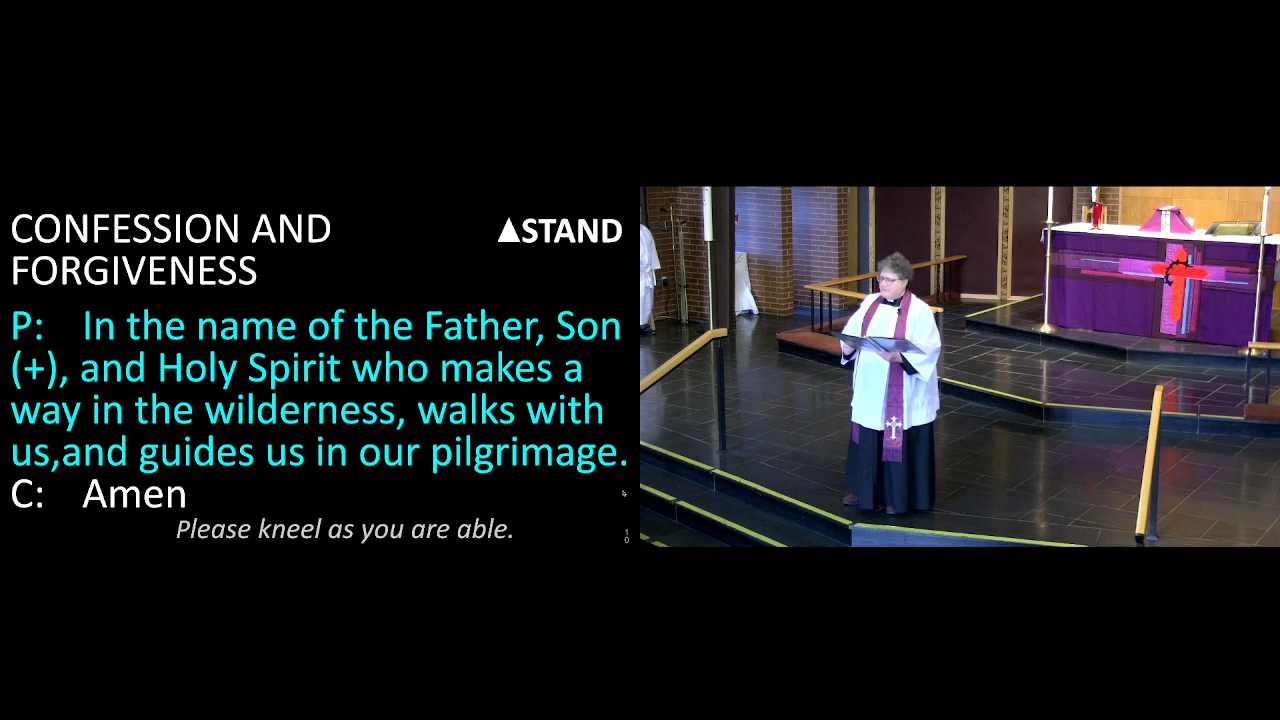 CONFESSION AND ▲STAND
FORGIVENESS
P: In the name of the Father, Son
(+), and Holy Spirit who makes a
way in the wilderness, walks with
us,and guides us in our pilgrimage.
C: Amen
Please kneel as you are able.
10